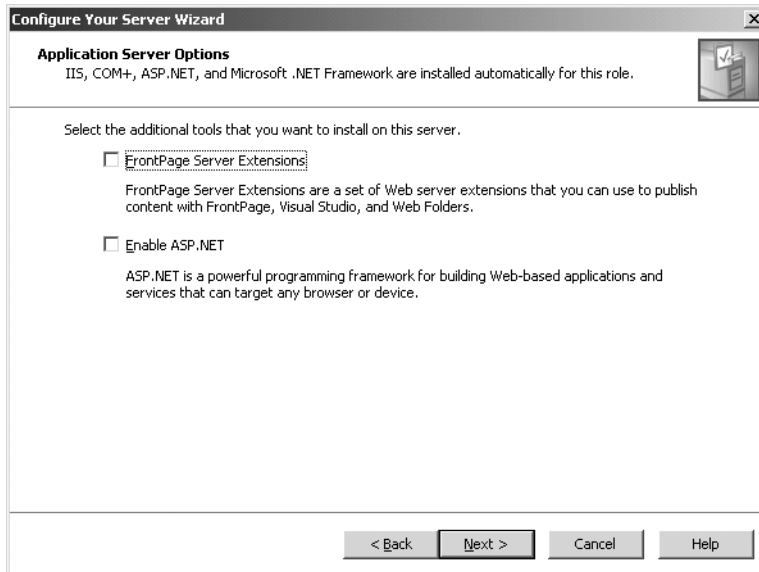 Configure Your Server Wizard
Application Server Options
IIS, COM+, ASP.NET, and Microsoft .NET Framework are installed automatically for this role.
Select the additional tools that you want to install on this server.
FrontPage Server Extensions
FrontPage Server Extensions are a set of Web server extensions that you can use to publish
content with FrontPage, Visual Studio, and Web Folders.
Enable ASP.NET
ASP.NET is a powerful programming framework for building Web-based applications and
services that can target any browser or device.
< Back Next > Cancel Help